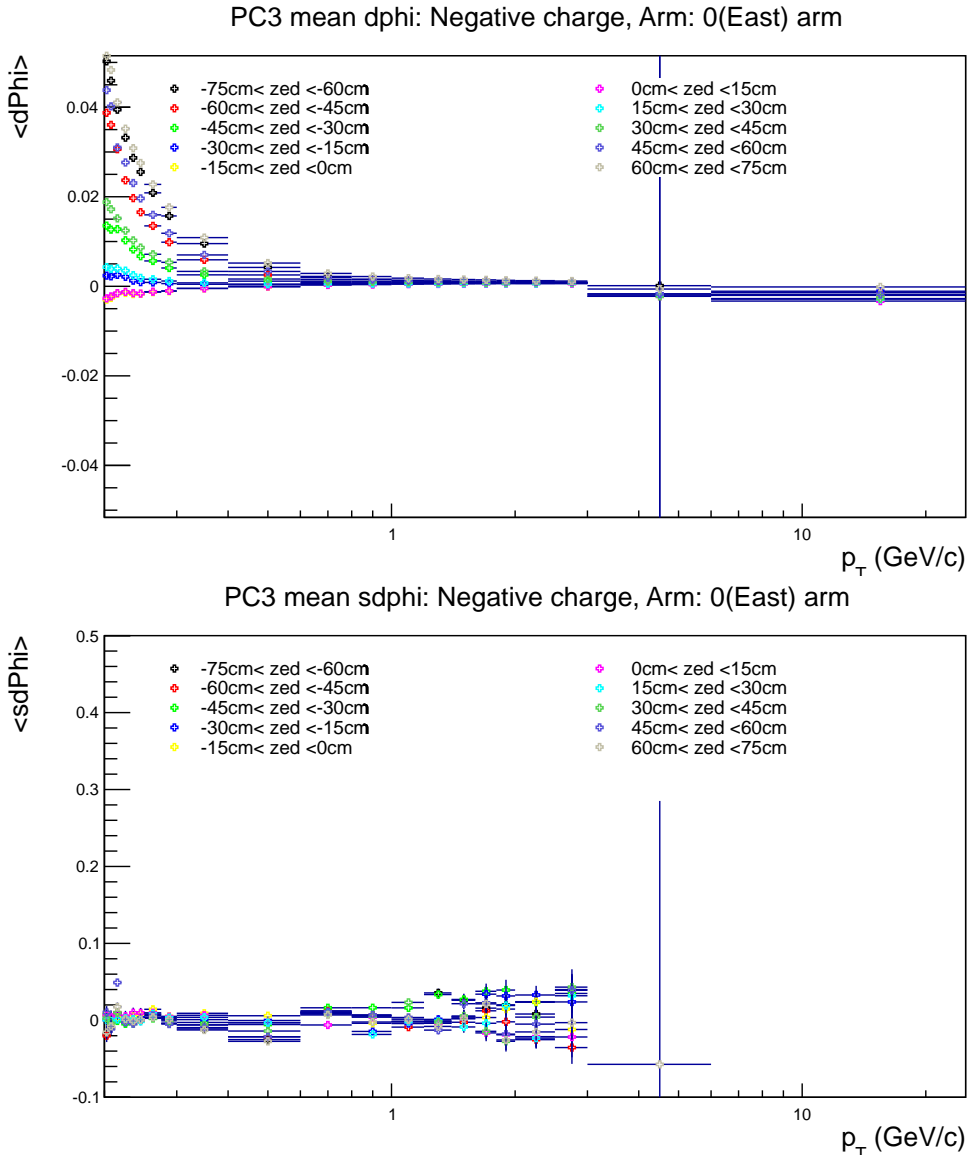 PC3 mean dphi: Negative charge, Arm: 0(East) arm
<dPhi>
0.04
0.02
0
-0.02
-0.04
-75cm< zed <-60cm
-60cm< zed <-45cm
-45cm< zed <-30cm
-30cm< zed <-15cm
-15cm< zed <0cm
0cm< zed <15cm
15cm< zed <30cm
30cm< zed <45cm
45cm< zed <60cm
60cm< zed <75cm
1
10
p_T (GeV/c)
PC3 mean sdphi: Negative charge, Arm: 0(East) arm
<sdPhi>
0.5
0.4
0.3
0.2
0.1
0
-0.1
-75cm< zed <-60cm
-60cm< zed <-45cm
-45cm< zed <-30cm
-30cm< zed <-15cm
-15cm< zed <0cm
0cm< zed <15cm
15cm< zed <30cm
30cm< zed <45cm
45cm< zed <60cm
60cm< zed <75cm
1
10
p_T (GeV/c)